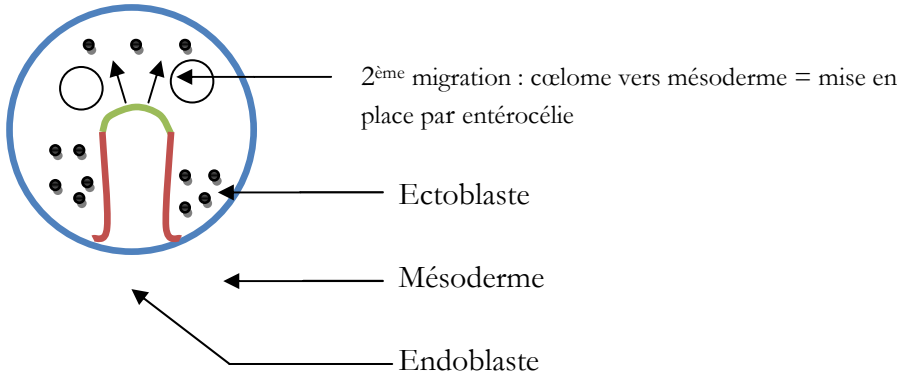 2ème migration : cœlome vers mésoderme = mise en
place par entérocélie
Ectoblaste
Mésoderme
Endoblaste